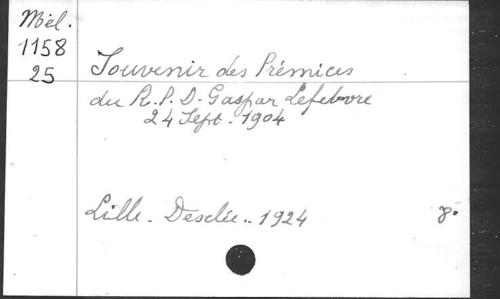 Mél.
1158
25
Souvenir des Prémices
du R. P. D. Gaspar Lefebvre
24 Sept. 1904
Lille. Desclée.. 1924
8°